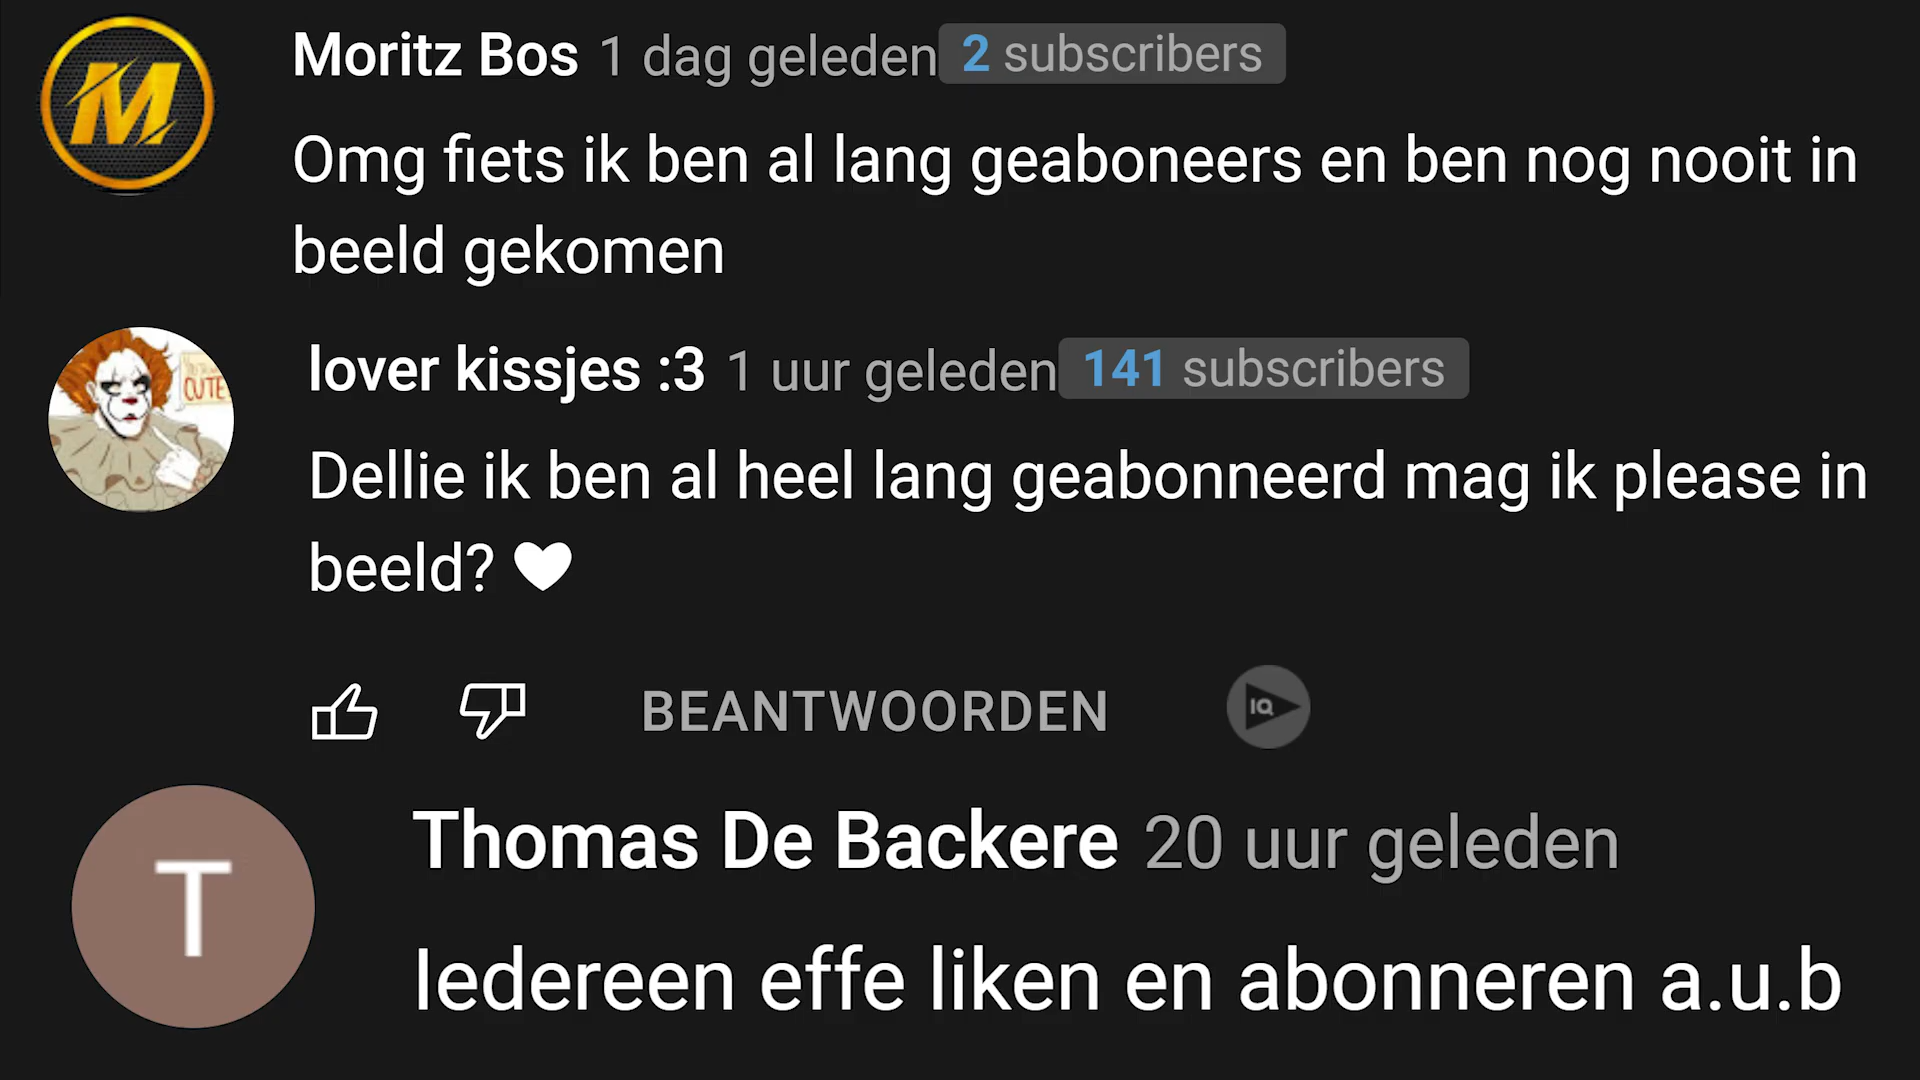 M
Moritz Bos 1 dag geleden 2 subscribers
Omg fiets ik ben al lang geaboneers en ben nog nooit in
beeld gekomen
CUTE
lover kissjes :3 1 uur geleden 141 subscribers
Dellie ik ben al heel lang geabonneerd mag ik please in
beeld? 🤍
BEANTWOORDEN IQ
T
Thomas De Backere 20 uur geleden
Iedereen effe liken en abonneren a.u.b